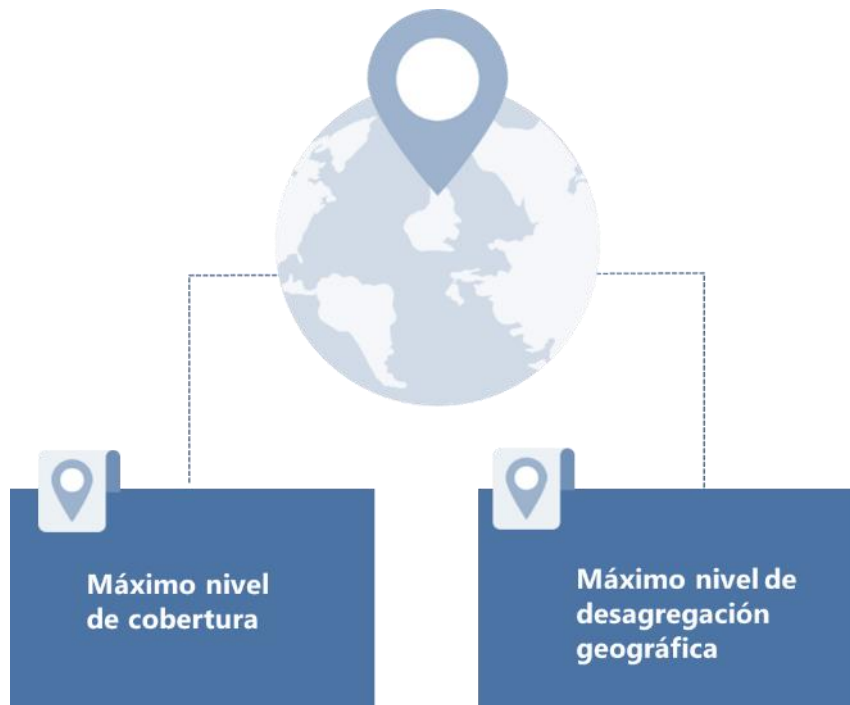 Máximo nivel
de cobertura
Máximo nivel de
desagregación
geográfica